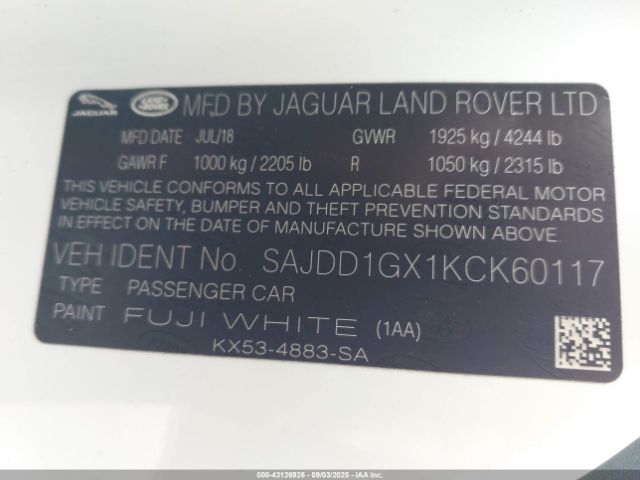 JAGUAR LAND ROVER MFD BY JAGUAR LAND ROVER LTD
MFD DATE JUL/18 GVWR 1925 kg / 4244 lb
GAWR F 1000 kg / 2205 lb R 1050 kg / 2315 lb
THIS VEHICLE CONFORMS TO ALL APPLICABLE FEDERAL MOTOR
VEHICLE SAFETY, BUMPER AND THEFT PREVENTION STANDARDS
IN EFFECT ON THE DATE OF MANUFACTURE SHOWN ABOVE.
VEH IDENT No. SAJDD1GX1KCK60117
TYPE PASSENGER CAR
PAINT FUJI WHITE (1AA)
KX53-4883-SA
000-43126926 - 09/03/2025 - IAA